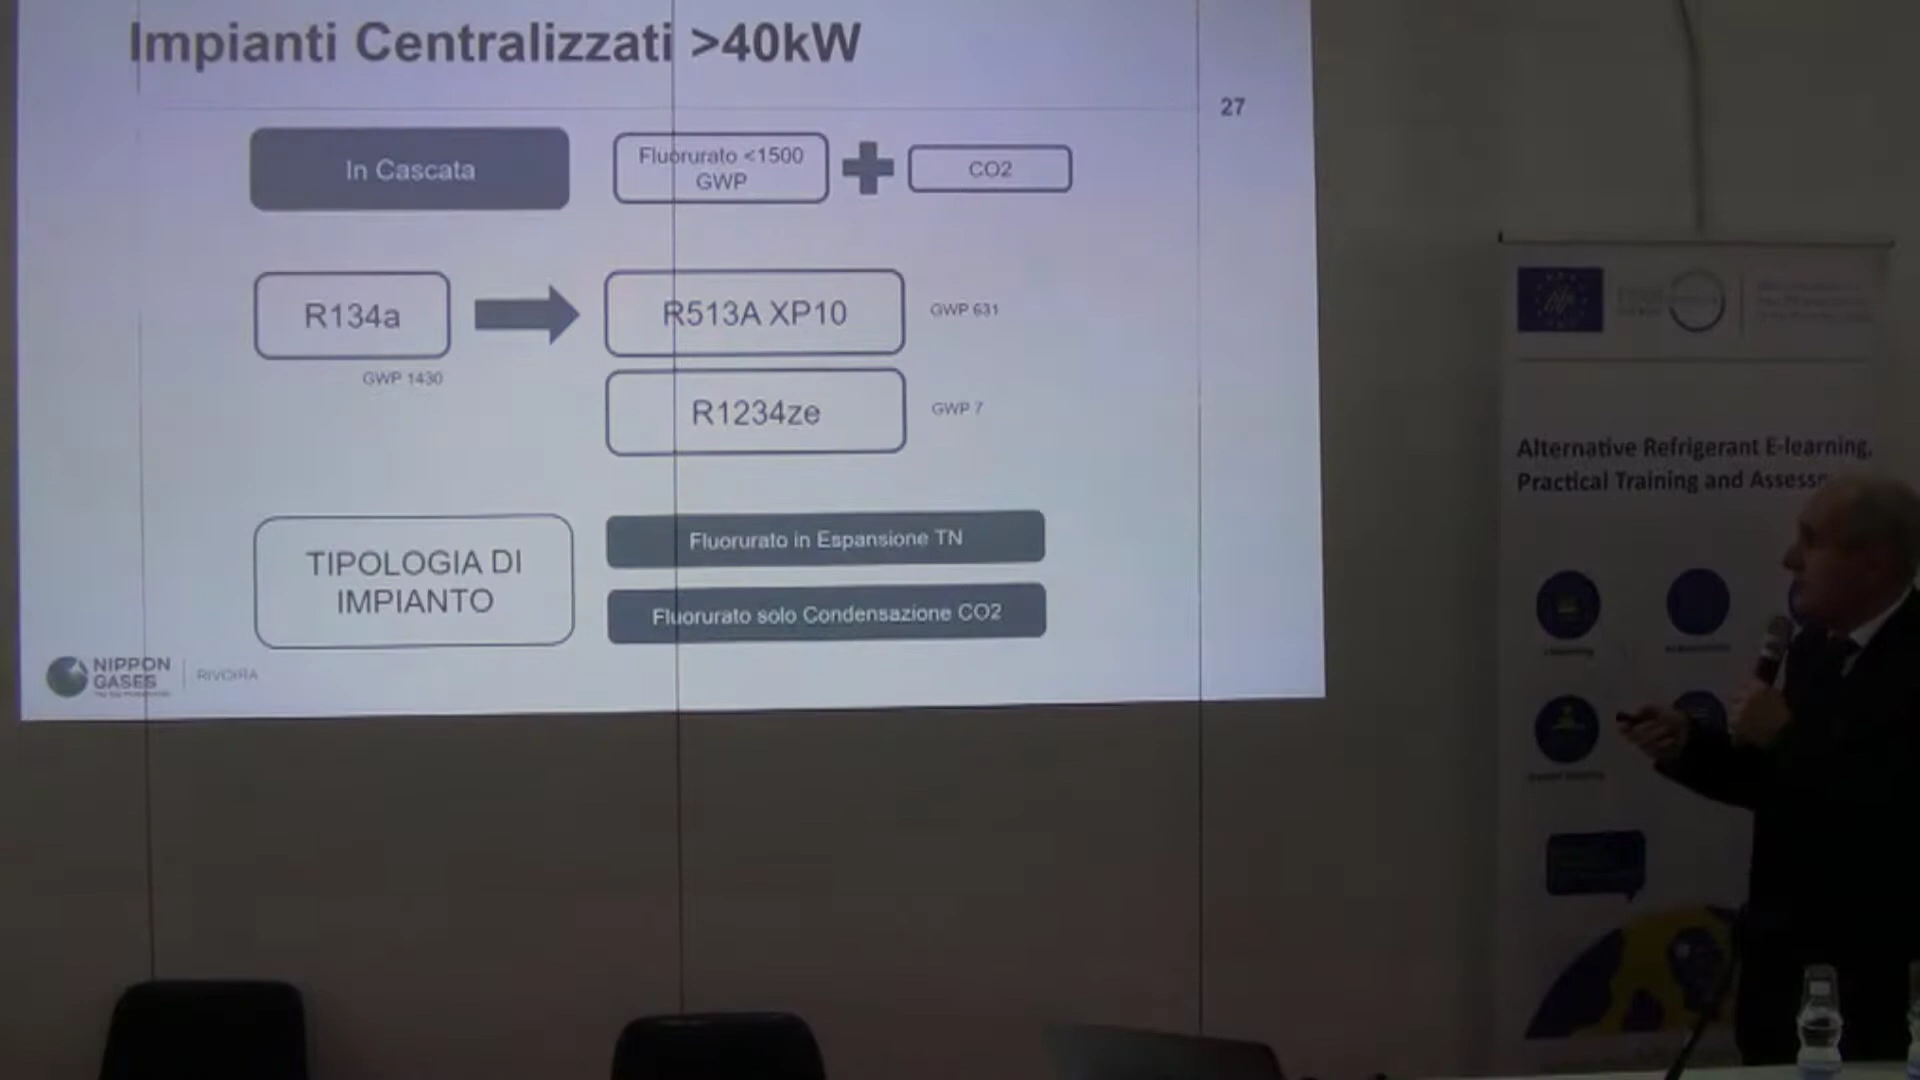 Impianti Centralizzati >40kW
27
In Cascata
Fluorurato <1500
GWP
CO2
R134a
GWP 1430
R513A XP10
GWP 631
R1234ze
GWP 7
TIPOLOGIA DI
IMPIANTO
Fluorurato in Espansione TN
Fluorurato solo Condensazione CO2
NIPPON
GASES
RIVOIRA
Alternative Refrigerant E-learning,
Practical Training and